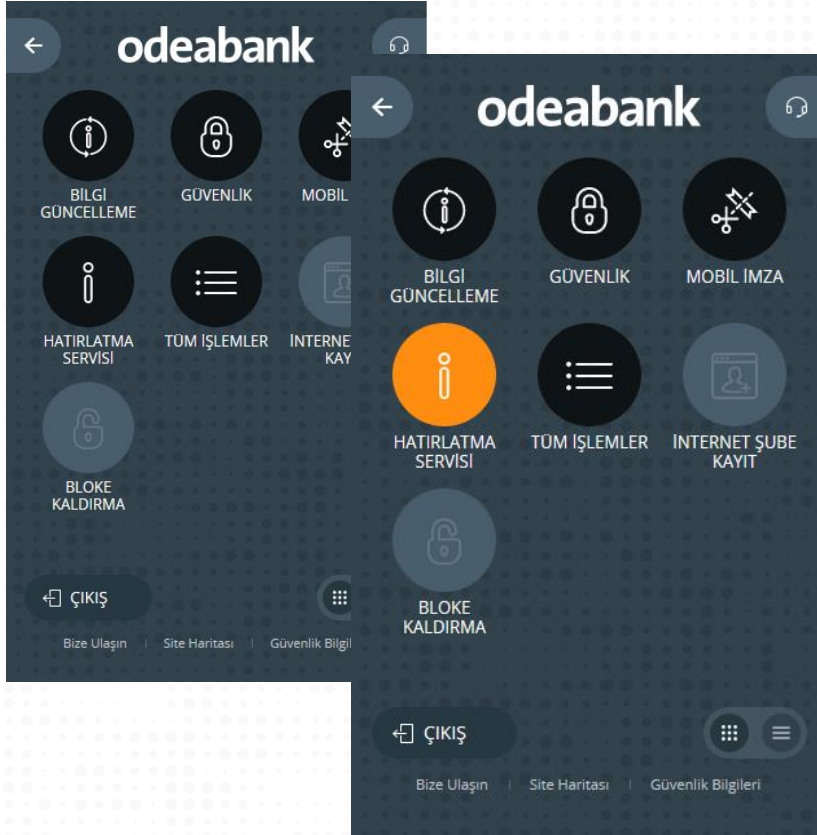 odeabank
BİLGİ
GÜNCELLEME
GÜVENLİK
MOBİL
HATIRLATMA
SERVİSİ
TÜM İŞLEMLER
İNTERNET
KAY
BLOKE
KALDIRMA
ÇIKIŞ
Bize Ulaşın
Site Haritası
Güvenlik Bilgi
odeabank
BİLGİ
GÜNCELLEME
GÜVENLİK
MOBİL İMZA
HATIRLATMA
SERVİSİ
TÜM İŞLEMLER
İNTERNET ŞUBE
KAYIT
BLOKE
KALDIRMA
ÇIKIŞ
Bize Ulaşın
Site Haritası
Güvenlik Bilgileri